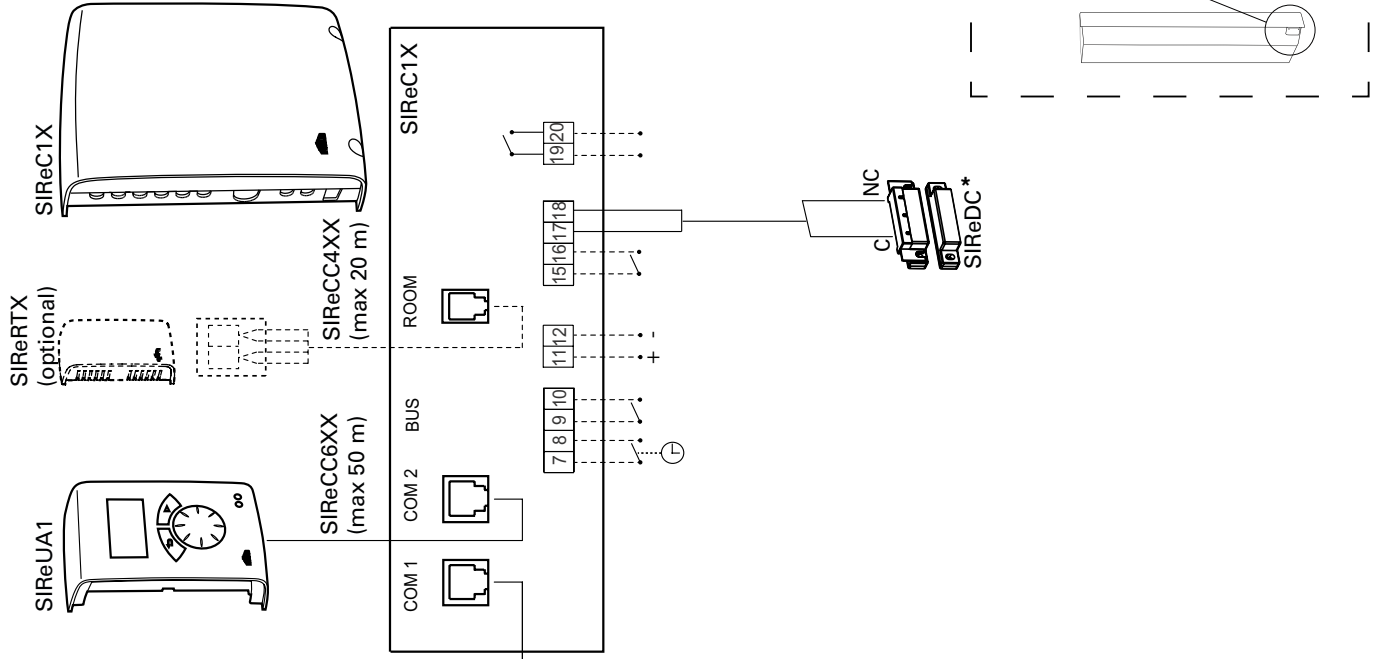 SIReC1X
SIReRTX
(optional)
SIReUA1
SIReCC4XX
(max 20 m)
SIReCC6XX
(max 50 m)
SIReC1X
COM 1
COM 2
BUS
ROOM
7 8 9 10
11 12
15 16 17 18
19 20
+ -
C NC
SIReDC *